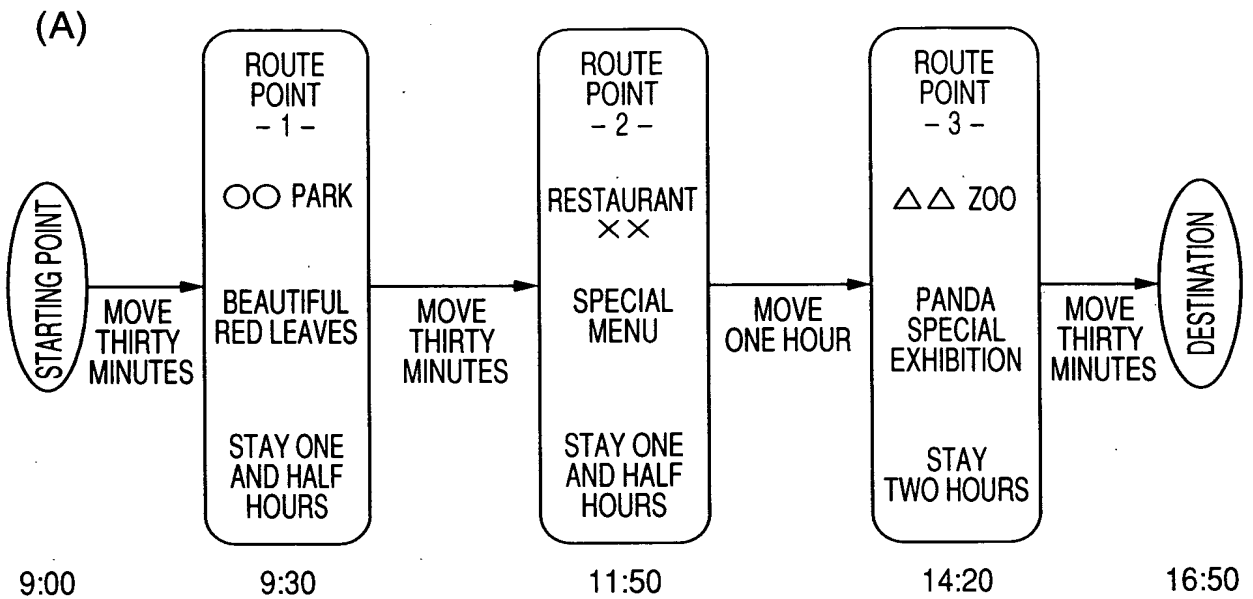 (A)
STARTING POINT
MOVE
THIRTY
MINUTES
ROUTE
POINT
– 1 –
○○ PARK
BEAUTIFUL
RED LEAVES
STAY ONE
AND HALF
HOURS
MOVE
THIRTY
MINUTES
ROUTE
POINT
– 2 –
RESTAURANT
××
SPECIAL
MENU
STAY ONE
AND HALF
HOURS
MOVE
ONE HOUR
ROUTE
POINT
– 3 –
△△ ZOO
PANDA
SPECIAL
EXHIBITION
STAY
TWO HOURS
MOVE
THIRTY
MINUTES
DESTINATION
9:00
9:30
11:50
14:20
16:50